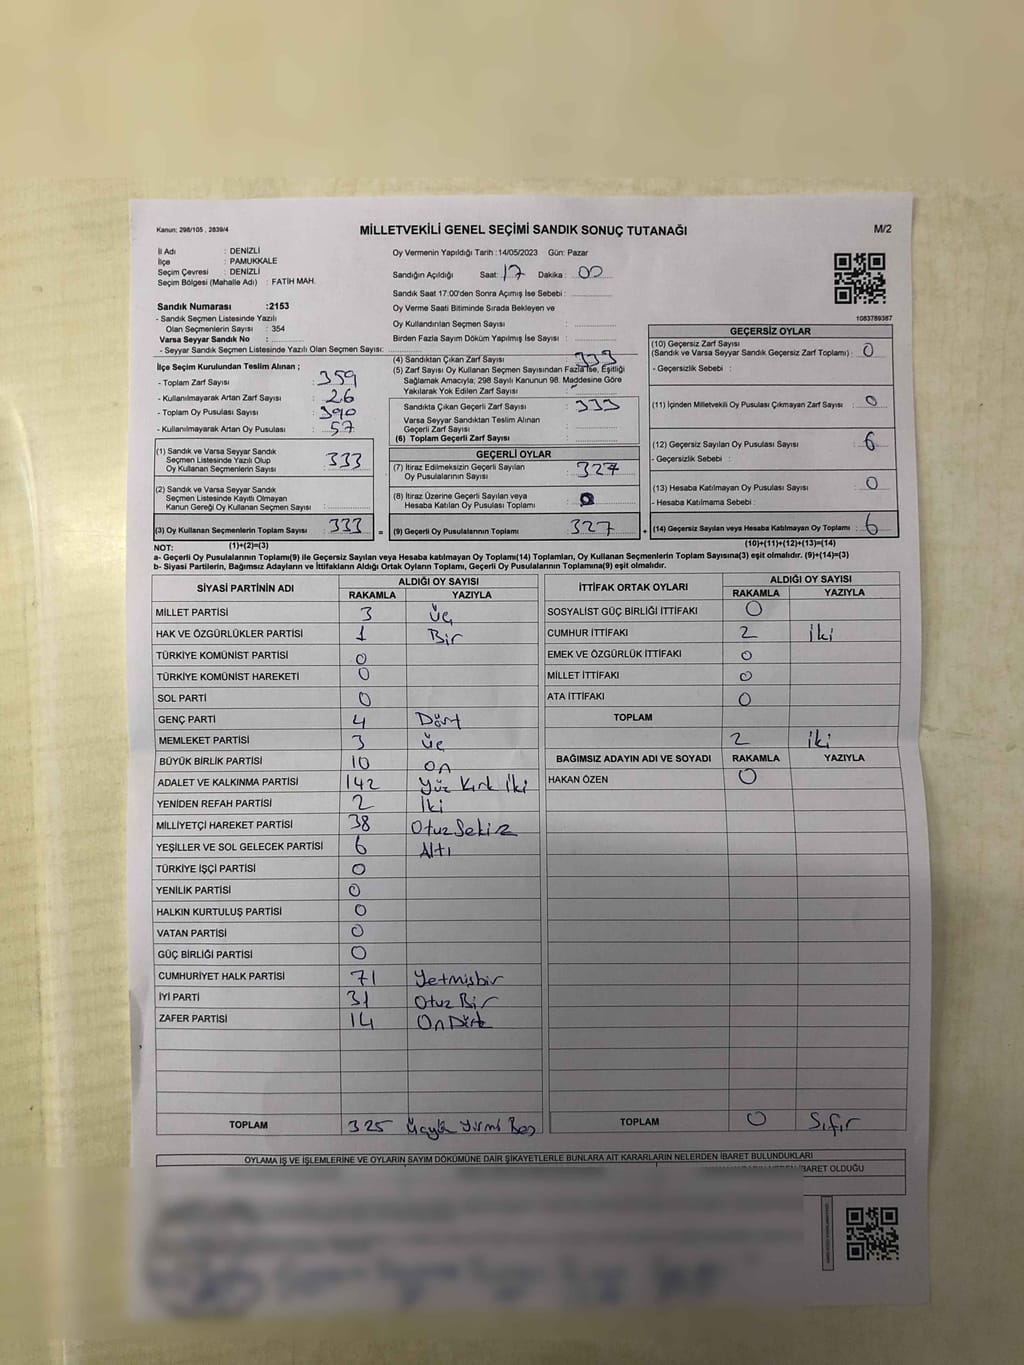 Kanun: 298/105 , 2839/4
MİLLETVEKİLİ GENEL SEÇİMİ SANDIK SONUÇ TUTANAĞI
M/2
İl Adı : DENİZLİ
İlçe : PAMUKKALE
Seçim Çevresi : DENİZLİ
Seçim Bölgesi (Mahalle Adı) : FATİH MAH.
Oy Vermenin Yapıldığı Tarih :14/05/2023 Gün: Pazar
Sandığın Açıldığı Saat: 17 Dakika : 00
Sandık Saat 17:00'den Sonra Açımış İse Sebebi :
Sandık Numarası :2153
- Sandık Seçmen Listesinde Yazılı
Olan Seçmenlerin Sayısı : 354
Varsa Seyyar Sandık No :
- Seyyar Sandık Seçmen Listesinde Yazılı Olan Seçmen Sayısı:
Oy Verme Saati Bitiminde Sırada Bekleyen ve
Oy Kullandırılan Seçmen Sayısı :
Birden Fazla Sayım Döküm Yapılmış İse Sayısı :
1083789387
İlçe Seçim Kurulundan Teslim Alınan ;
- Toplam Zarf Sayısı : 359
- Kullanılmayarak Artan Zarf Sayısı : 26
- Toplam Oy Pusulası Sayısı : 390
- Kullanılmayarak Artan Oy Pusulası : 57
(4) Sandıktan Çıkan Zarf Sayısı : 333
(5) Zarf Sayısı Oy Kullanan Seçmen Sayısından Fazla İse, Eşitliği
Sağlamak Amacıyla; 298 Sayılı Kanunun 98. Maddesine Göre
Yakılarak Yok Edilen Zarf Sayısı :
Sandıkta Çıkan Geçerli Zarf Sayısı : 333
Varsa Seyyar Sandıktan Teslim Alınan
Geçerli Zarf Sayısı :
(6) Toplam Geçerli Zarf Sayısı :
GEÇERSİZ OYLAR
(10) Geçersiz Zarf Sayısı
(Sandık ve Varsa Seyyar Sandık Geçersiz Zarf Toplamı) : 0
- Geçersizlik Sebebi :
(11) İçinden Milletvekili Oy Pusulası Çıkmayan Zarf Sayısı : 0
(12) Geçersiz Sayılan Oy Pusulası Sayısı : 6
- Geçersizlik Sebebi :
(13) Hesaba Katılmayan Oy Pusulası Sayısı : 0
- Hesaba Katılmama Sebebi :
(1) Sandık ve Varsa Seyyar Sandık
Seçmen Listesinde Yazılı Olup
Oy Kullanan Seçmenlerin Sayısı : 333
(2) Sandık ve Varsa Seyyar Sandık
Seçmen Listesinde Kayıtlı Olmayan
Kanun Gereği Oy Kullanan Seçmen Sayısı :
GEÇERLİ OYLAR
(7) İtiraz Edilmeksizin Geçerli Sayılan
Oy Pusulalarının Sayısı : 327
(8) İtiraz Üzerine Geçerli Sayılan veya
Hesaba Katılan Oy Pusulası Toplamı : 0
(3) Oy Kullanan Seçmenlerin Toplam Sayısı : 333 = (9) Geçerli Oy Pusulalarının Toplamı : 327 + (14) Geçersiz Sayılan veya Hesaba Katılmayan Oy Toplamı : 6
NOT: (1)+(2)=(3) (10)+(11)+(12)+(13)=(14)
a- Geçerli Oy Pusulalarının Toplamı(9) ile Geçersiz Sayılan veya Hesaba katılmayan Oy Toplamı(14) Toplamları, Oy Kullanan Seçmenlerin Toplam Sayısına(3) eşit olmalıdır. (9)+(14)=(3)
b- Siyasi Partilerin, Bağımsız Adayların ve İttifakların Aldığı Ortak Oyların Toplamı, Geçerli Oy Pusulalarının Toplamına(9) eşit olmalıdır.
SİYASİ PARTİNİN ADI ALDIĞI OY SAYISI
RAKAMLA YAZIYLA
MİLLET PARTİSİ 3 üç
HAK VE ÖZGÜRLÜKLER PARTİSİ 1 Bir
TÜRKİYE KOMÜNİST PARTİSİ 0
TÜRKİYE KOMÜNİST HAREKETİ 0
SOL PARTİ 0
GENÇ PARTİ 4 Dört
MEMLEKET PARTİSİ 3 üç
BÜYÜK BİRLİK PARTİSİ 10 on
ADALET VE KALKINMA PARTİSİ 142 Yüz Kırk İki
YENİDEN REFAH PARTİSİ 2 İki
MİLLİYETÇİ HAREKET PARTİSİ 38 Otuz Sekiz
YEŞİLLER VE SOL GELECEK PARTİSİ 6 Altı
TÜRKİYE İŞÇİ PARTİSİ 0
YENİLİK PARTİSİ 0
HALKIN KURTULUŞ PARTİSİ 0
VATAN PARTİSİ 0
GÜÇ BİRLİĞİ PARTİSİ 0
CUMHURİYET HALK PARTİSİ 71 Yetmişbir
İYİ PARTİ 31 Otuz Bir
ZAFER PARTİSİ 14 On Dört
TOPLAM 325 üçyüz Yirmi Beş
İTTİFAK ORTAK OYLARI ALDIĞI OY SAYISI
RAKAMLA YAZIYLA
SOSYALİST GÜÇ BİRLİĞİ İTTİFAKI 0
CUMHUR İTTİFAKI 2 iki
EMEK VE ÖZGÜRLÜK İTTİFAKI 0
MİLLET İTTİFAKI 0
ATA İTTİFAKI 0
TOPLAM
2 iki
BAĞIMSIZ ADAYIN ADI VE SOYADI RAKAMLA YAZIYLA
HAKAN ÖZEN 0
TOPLAM 0 Sıfır
OYLAMA İŞ VE İŞLEMLERİNE VE OYLARIN SAYIM DÖKÜMÜNE DAİR ŞİKAYETLERLE BUNLARA AİT KARARLARIN NELERDEN İBARET BULUNDUKLARI
İBARET OLDUĞU